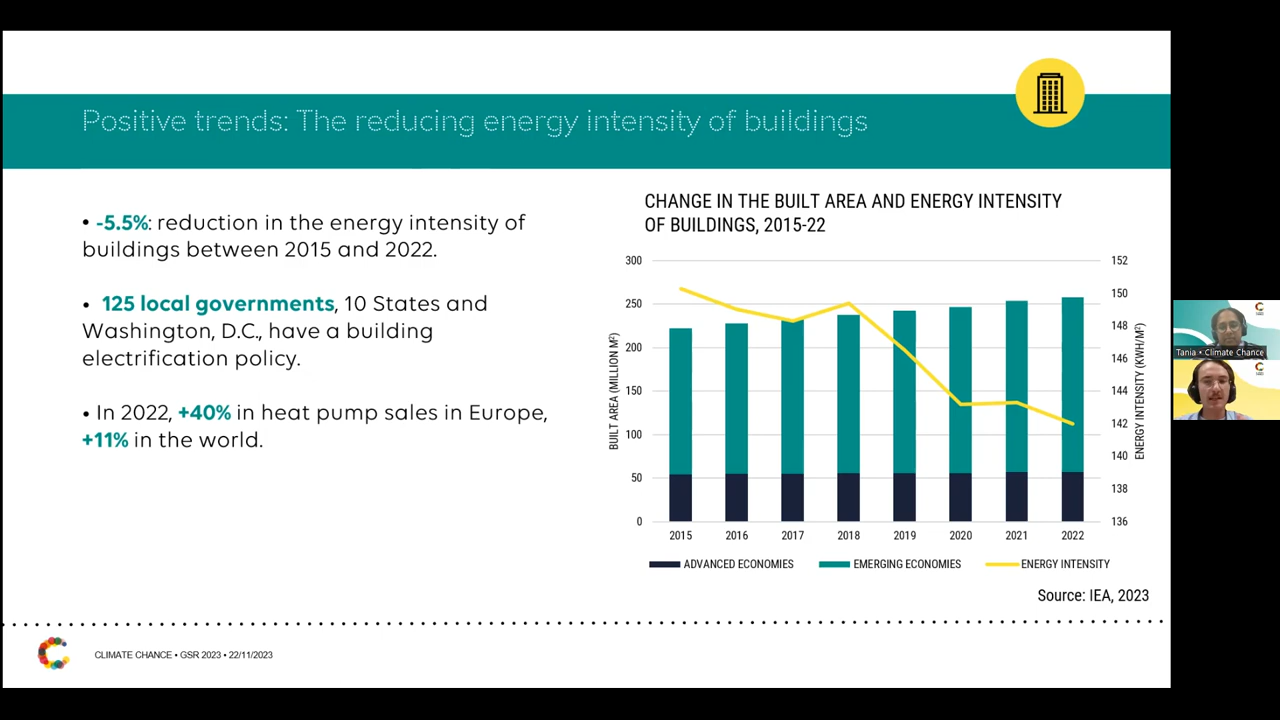 Positive trends: The reducing energy intensity of buildings
• -5.5%: reduction in the energy intensity of
buildings between 2015 and 2022.
• 125 local governments, 10 States and
Washington, D.C., have a building
electrification policy.
• In 2022, +40% in heat pump sales in Europe,
+11% in the world.
CHANGE IN THE BUILT AREA AND ENERGY INTENSITY
OF BUILDINGS, 2015-22
BUILT AREA (MILLION M²)
300
250
200
150
100
50
0
152
150
148
146
144
142
140
138
136
ENERGY INTENSITY (KWH/M²)
2015 2016 2017 2018 2019 2020 2021 2022
ADVANCED ECONOMIES EMERGING ECONOMIES ENERGY INTENSITY
Source: IEA, 2023
CLIMATE CHANCE • GSR 2023 • 22/11/2023
Tania • Climate Chance